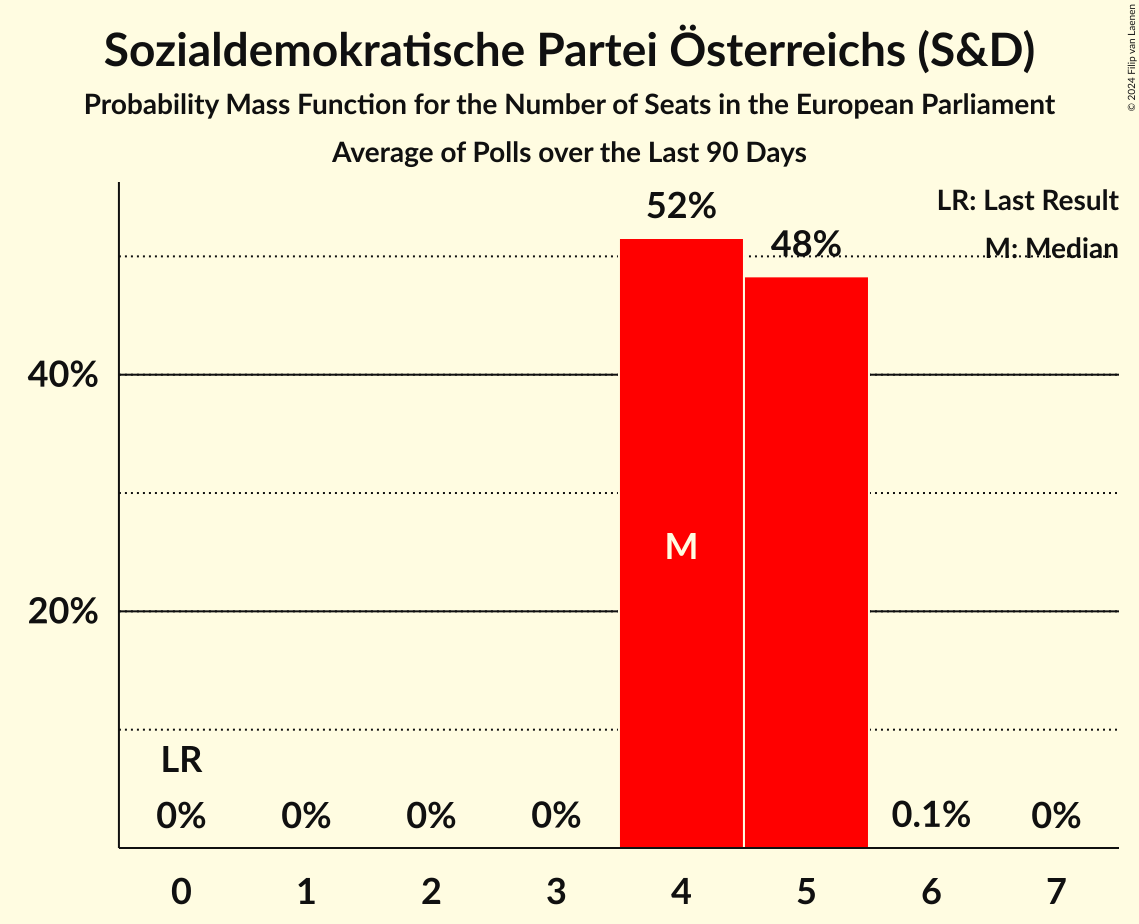 Sozialdemokratische Partei Österreichs (S&D)
Probability Mass Function for the Number of Seats in the European Parliament
Average of Polls over the Last 90 Days
© 2024 Filip van Laenen
LR: Last Result
M: Median
52%
48%
40%
20%
M
LR
0%
0%
0%
0%
0.1%
0%
0 1 2 3 4 5 6 7